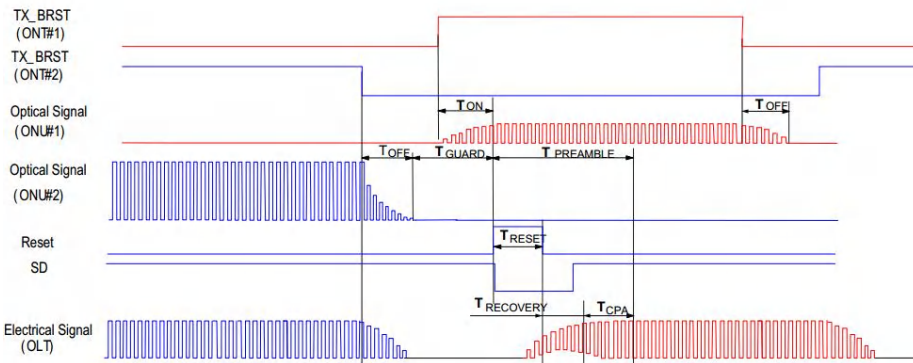 TX_BRST
(ONT#1)
TX_BRST
(ONT#2)
Optical Signal
(ONU#1)
TON
TOFF
TOFF
TGUARD
TPREAMBLE
Optical Signal
(ONU#2)
Reset
TRESET
SD
TRECOVERY
TCPA
Electrical Signal
(OLT)